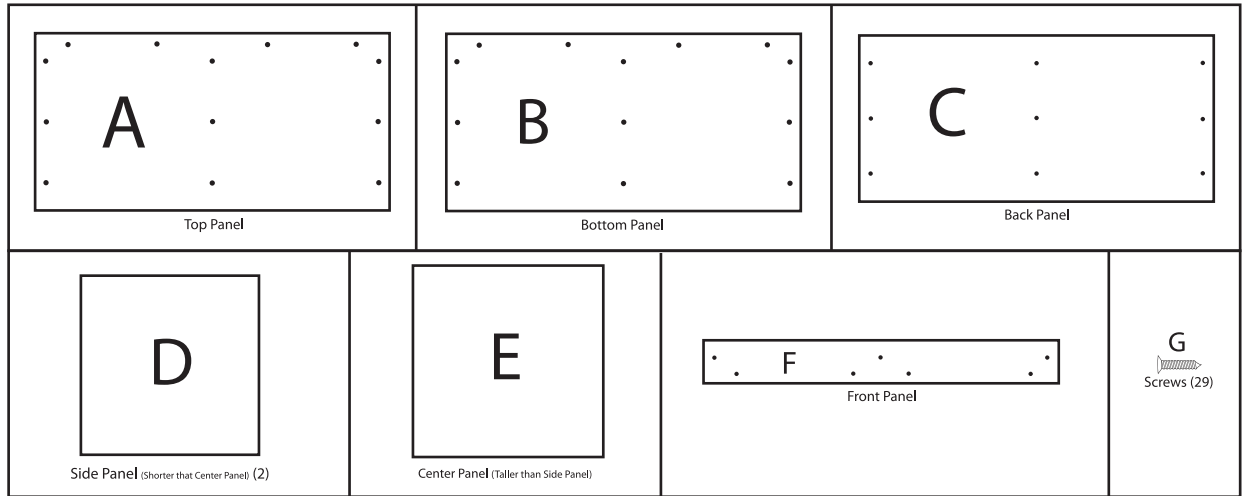 A
Top Panel
B
Bottom Panel
C
Back Panel
D
Side Panel (Shorter that Center Panel) (2)
E
Center Panel (Taller than Side Panel)
F
Front Panel
G
Screws (29)